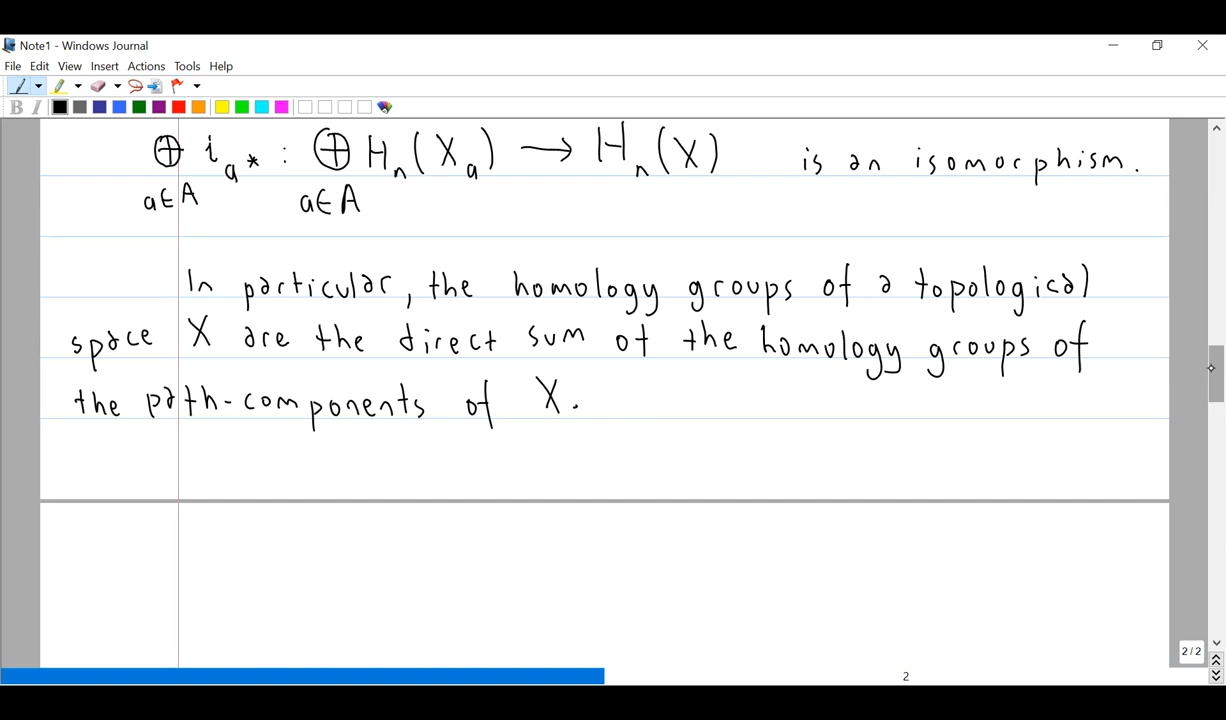 Note1 - Windows Journal
File Edit View Insert Actions Tools Help
B I
⊕ i_a* : ⊕ H_n(X_a) → H_n(X) is an isomorphism.
a∈A a∈A
In particular, the homology groups of a topological
space X are the direct sum of the homology groups of
the path-components of X.
2/2
2